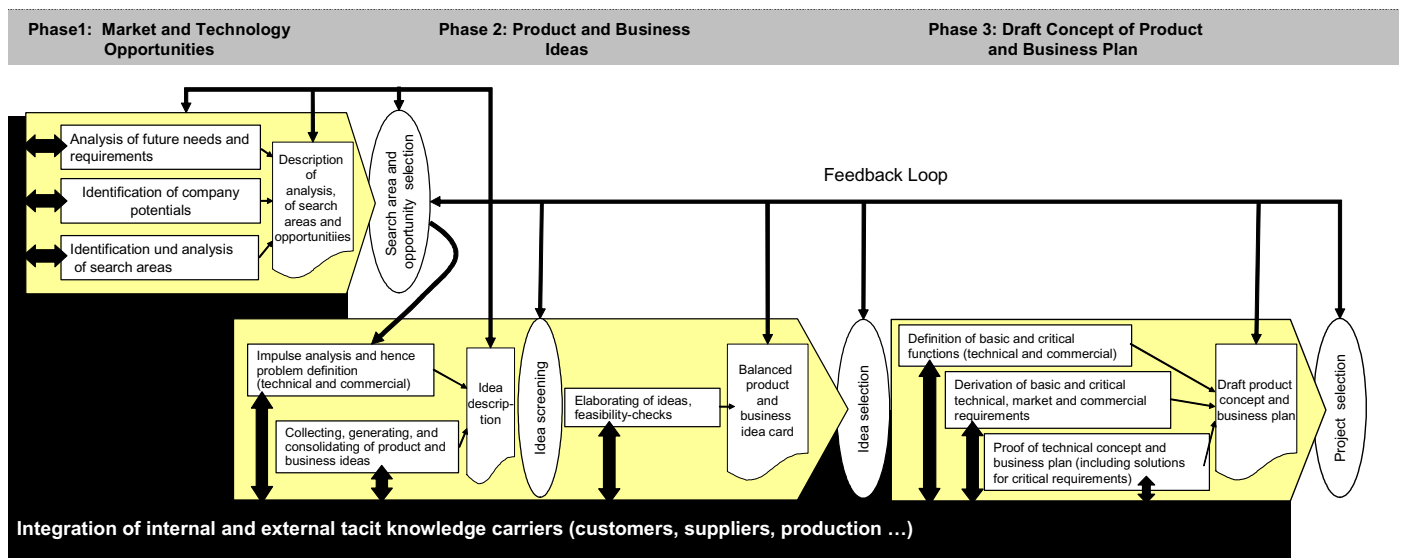 Phase1:  Market and Technology
Opportunities
Phase 2: Product and Business
Ideas
Phase 3: Draft Concept of Product
and Business Plan
Analysis of future needs and
requirements
Identification of company
potentials
Identification und analysis
of search areas
Description
of
analysis,
of search
areas and
opportunitiies
Search area and
opportunity selection
Feedback Loop
Impulse analysis and hence
problem definition
(technical and commercial)
Collecting, generating, and
consolidating of product and
business ideas
Idea
descrip-
tion
Idea screening
Elaborating of ideas,
feasibility-checks
Balanced
product
and
business
idea card
Idea selection
Definition of basic and critical
functions (technical and commercial)
Derivation of basic and critical
technical, market and commercial
requirements
Proof of technical concept and
business plan (including solutions
for critical requirements)
Draft product
concept and
business plan
Project selection
Integration of internal and external tacit knowledge carriers (customers, suppliers, production …)